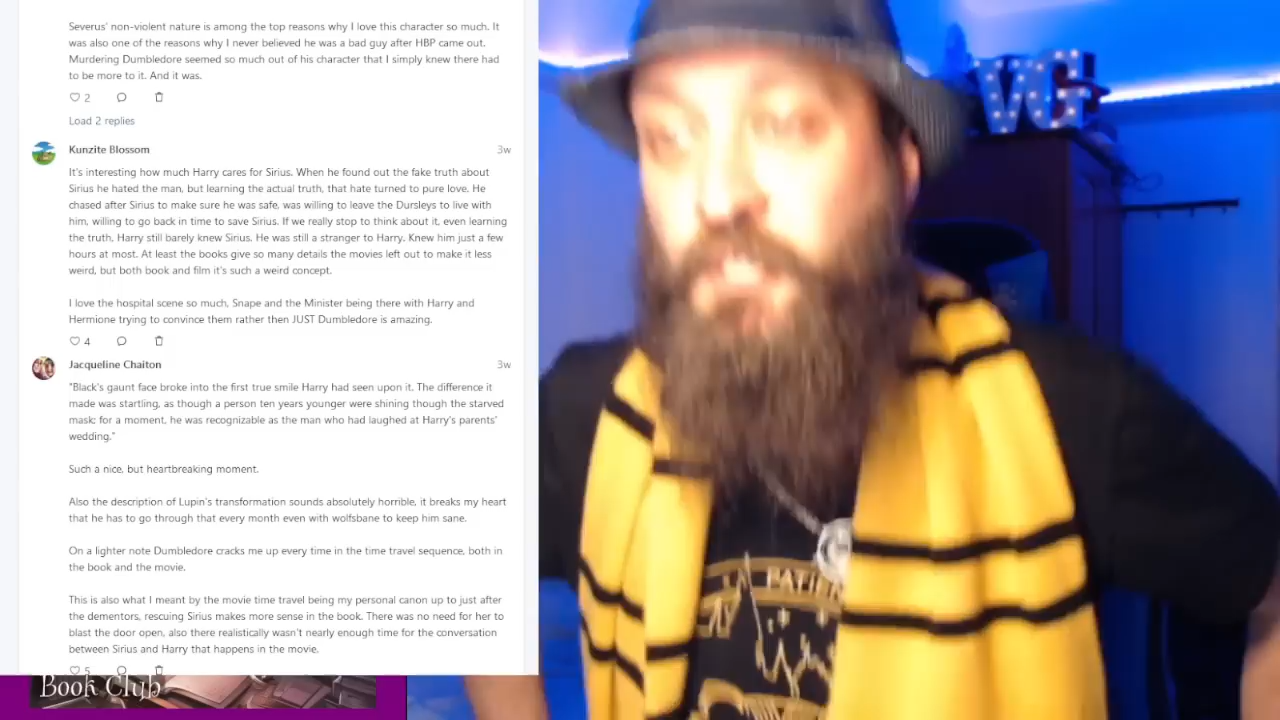 Severus' non-violent nature is among the top reasons why I love this character so much. It
was also one of the reasons why I never believed he was a bad guy after HBP came out.
Murdering Dumbledore seemed so much out of his character that I simply knew there had
to be more to it. And it was.
2
Load 2 replies
Kunzite Blossom
3w
It's interesting how much Harry cares for Sirius. When he found out the fake truth about
Sirius he hated the man, but learning the actual truth, that hate turned to pure love. He
chased after Sirius to make sure he was safe, was willing to leave the Dursleys to live with
him, willing to go back in time to save Sirius. If we really stop to think about it, even learning
the truth, Harry still barely knew Sirius. He was still a stranger to Harry. Knew him just a few
hours at most. At least the books give so many details the movies left out to make it less
weird, but both book and film it's such a weird concept.
I love the hospital scene so much, Snape and the Minister being there with Harry and
Hermione trying to convince them rather then JUST Dumbledore is amazing.
4
Jacqueline Chaiton
3w
"Black's gaunt face broke into the first true smile Harry had seen upon it. The difference it
made was startling, as though a person ten years younger were shining though the starved
mask; for a moment, he was recognizable as the man who had laughed at Harry's parents'
wedding."
Such a nice, but heartbreaking moment.
Also the description of Lupin's transformation sounds absolutely horrible, it breaks my heart
that he has to go through that every month even with wolfsbane to keep him sane.
On a lighter note Dumbledore cracks me up every time in the time travel sequence, both in
the book and the movie.
This is also what I meant by the movie time travel being my personal canon up to just after
the dementors, rescuing Sirius makes more sense in the book. There was no need for her to
blast the door open, also there realistically wasn't nearly enough time for the conversation
between Sirius and Harry that happens in the movie.
5
Book Club
VG